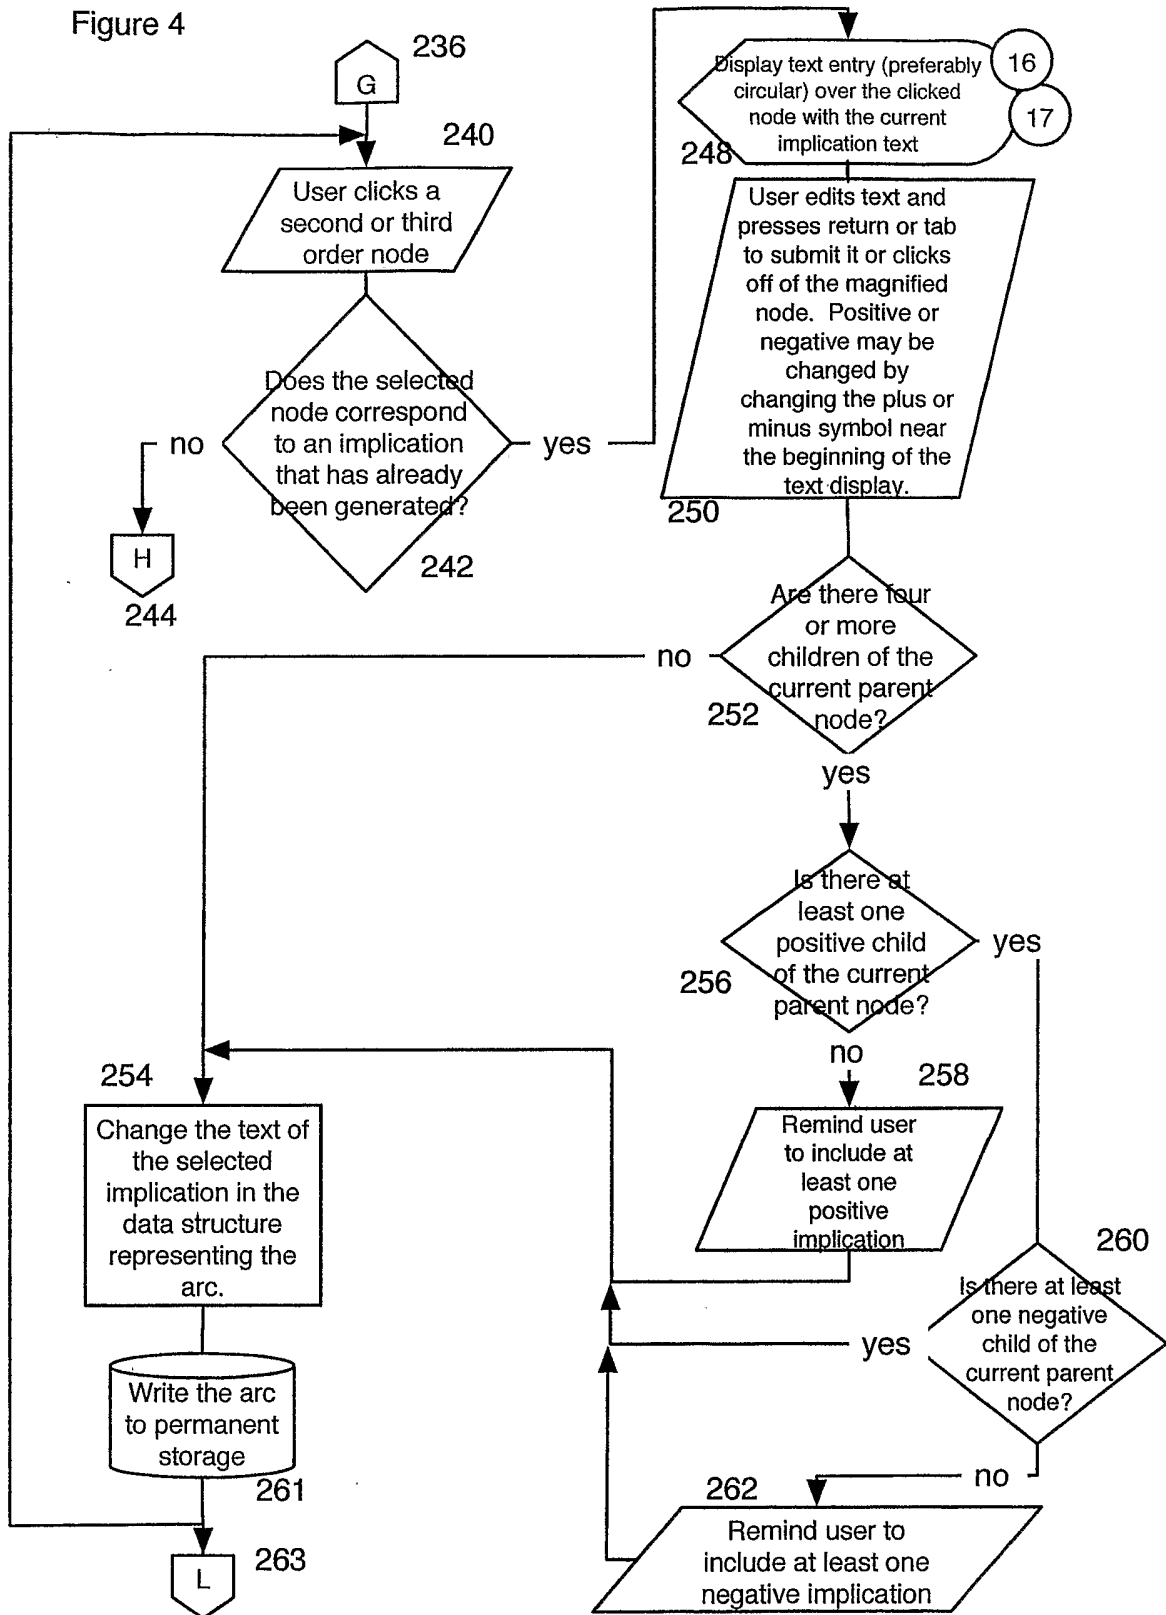 Figure 4
236
G
240
User clicks a
second or third
order node
Does the selected
node correspond
to an implication
that has already
been generated?
no
yes
242
H
244
Display text entry (preferably
circular) over the clicked
node with the current
implication text
16
17
248
User edits text and
presses return or tab
to submit it or clicks
off of the magnified
node. Positive or
negative may be
changed by
changing the plus or
minus symbol near
the beginning of the
text display.
250
Are there four
or more
children of the
current parent
node?
no
252
yes
Is there at
least one
positive child
of the current
parent node?
yes
256
no
258
Remind user
to include at
least one
positive
implication
254
Change the text of
the selected
implication in the
data structure
representing the
arc.
260
Is there at least
one negative
child of the
current parent
node?
yes
no
262
Remind user to
include at least one
negative implication
Write the arc
to permanent
storage
261
L
263